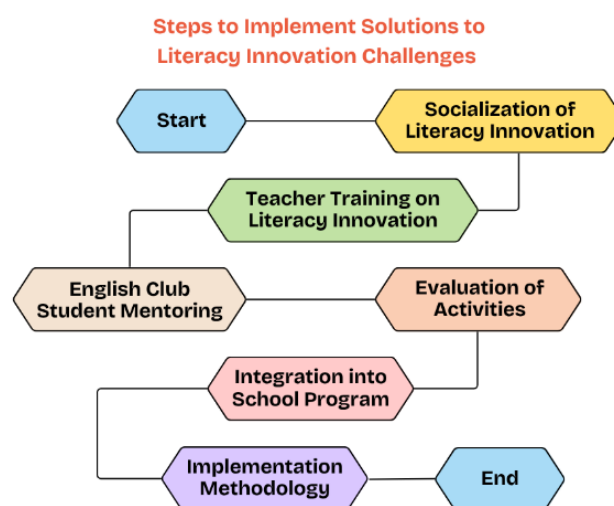 Steps to Implement Solutions to
Literacy Innovation Challenges
Start
Socialization of
Literacy Innovation
Teacher Training on
Literacy Innovation
English Club
Student Mentoring
Evaluation of
Activities
Integration into
School Program
Implementation
Methodology
End